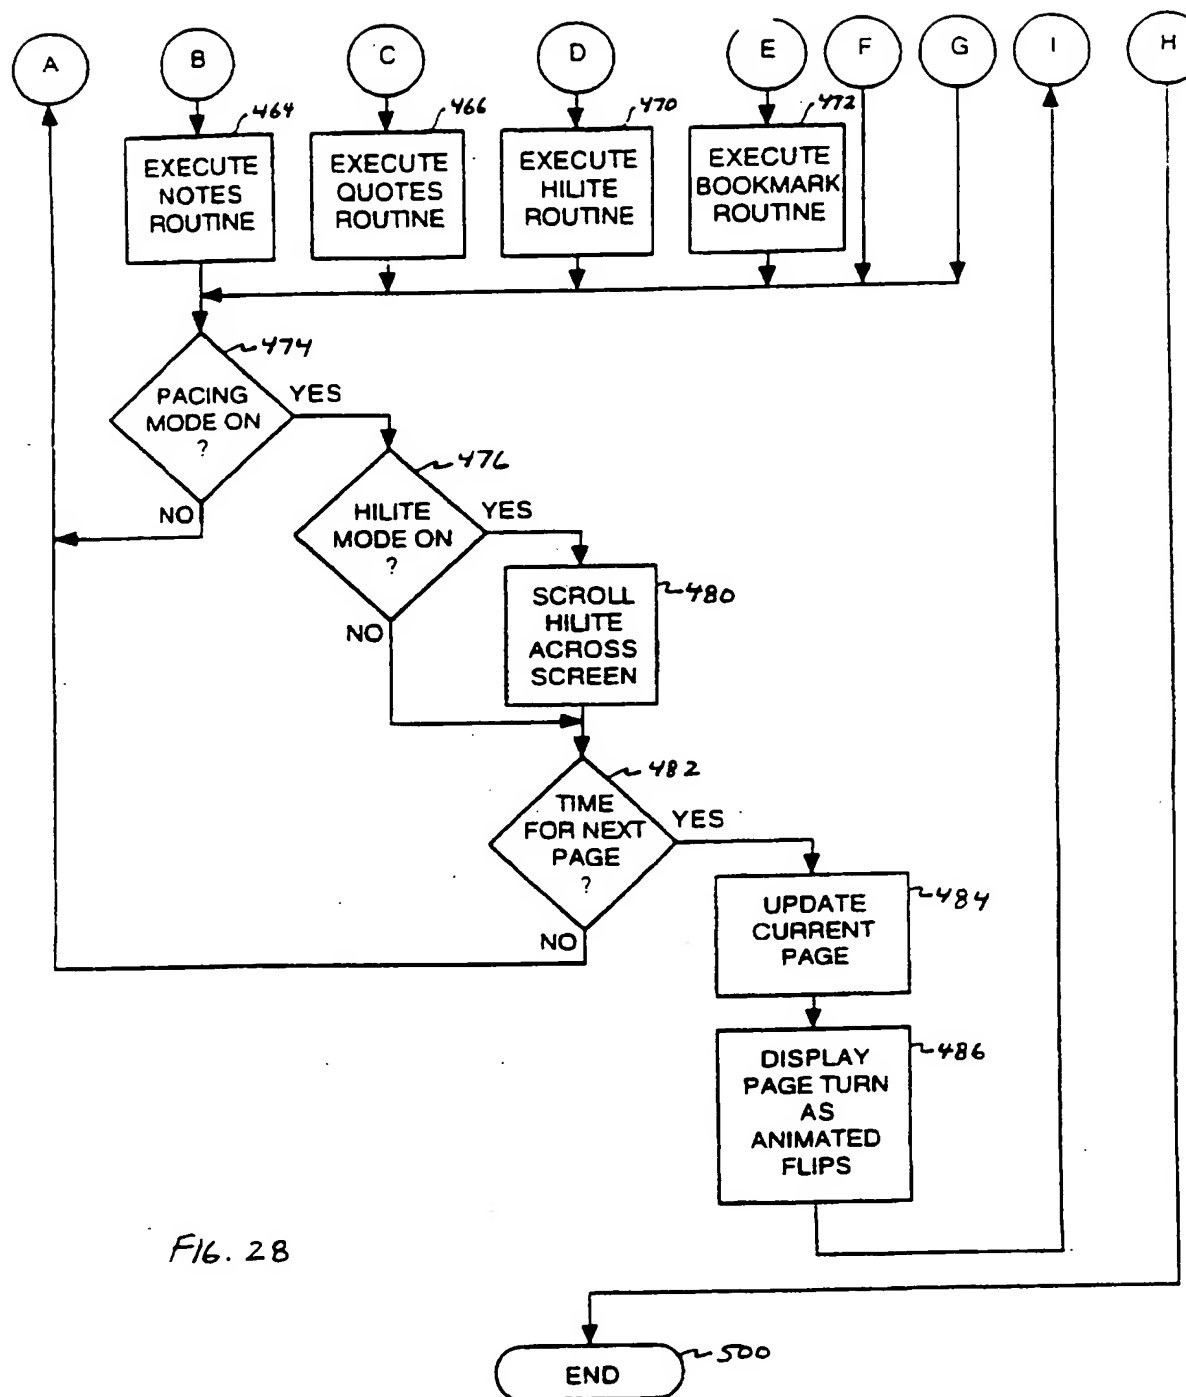 A
B
C
D
E
F
G
I
H
464
466
470
472
EXECUTE
NOTES
ROUTINE
EXECUTE
QUOTES
ROUTINE
EXECUTE
HILITE
ROUTINE
EXECUTE
BOOKMARK
ROUTINE
474
PACING
MODE ON
?
YES
NO
476
HILITE
MODE ON
?
YES
NO
480
SCROLL
HILITE
ACROSS
SCREEN
482
TIME
FOR NEXT
PAGE
?
YES
NO
484
UPDATE
CURRENT
PAGE
486
DISPLAY
PAGE TURN
AS
ANIMATED
FLIPS
FIG. 28
500
END